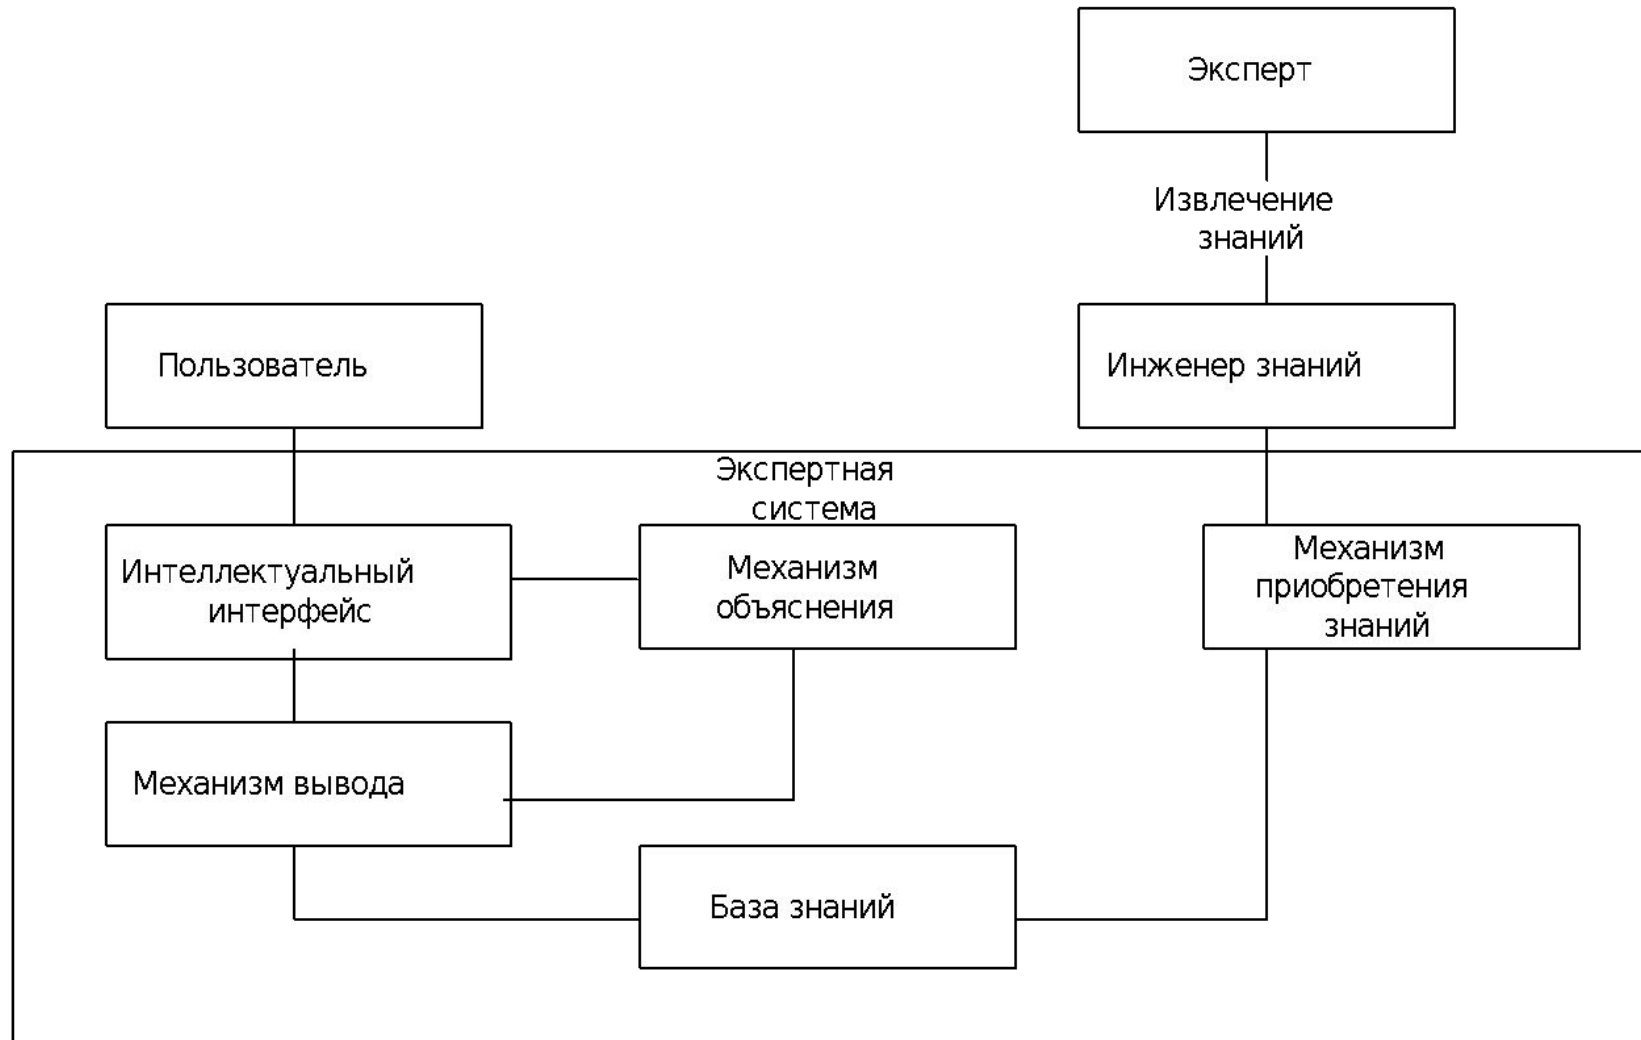 Эксперт
Извлечение
знаний
Пользователь
Инженер знаний
Экспертная
система
Интеллектуальный
интерфейс
Механизм
объяснения
Механизм
приобретения
знаний
Механизм вывода
База знаний